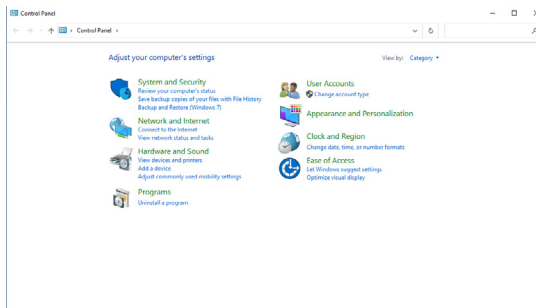 Control Panel
Control Panel
Adjust your computer's settings
View by: Category
System and Security
Review your computer's status
Save backup copies of your files with File History
Backup and Restore (Windows 7)
Network and Internet
Connect to the Internet
View network status and tasks
Hardware and Sound
View devices and printers
Add a device
Adjust commonly used mobility settings
Programs
Uninstall a program
User Accounts
Change account type
Appearance and Personalization
Clock and Region
Change date, time, or number formats
Ease of Access
Let Windows suggest settings
Optimize visual display